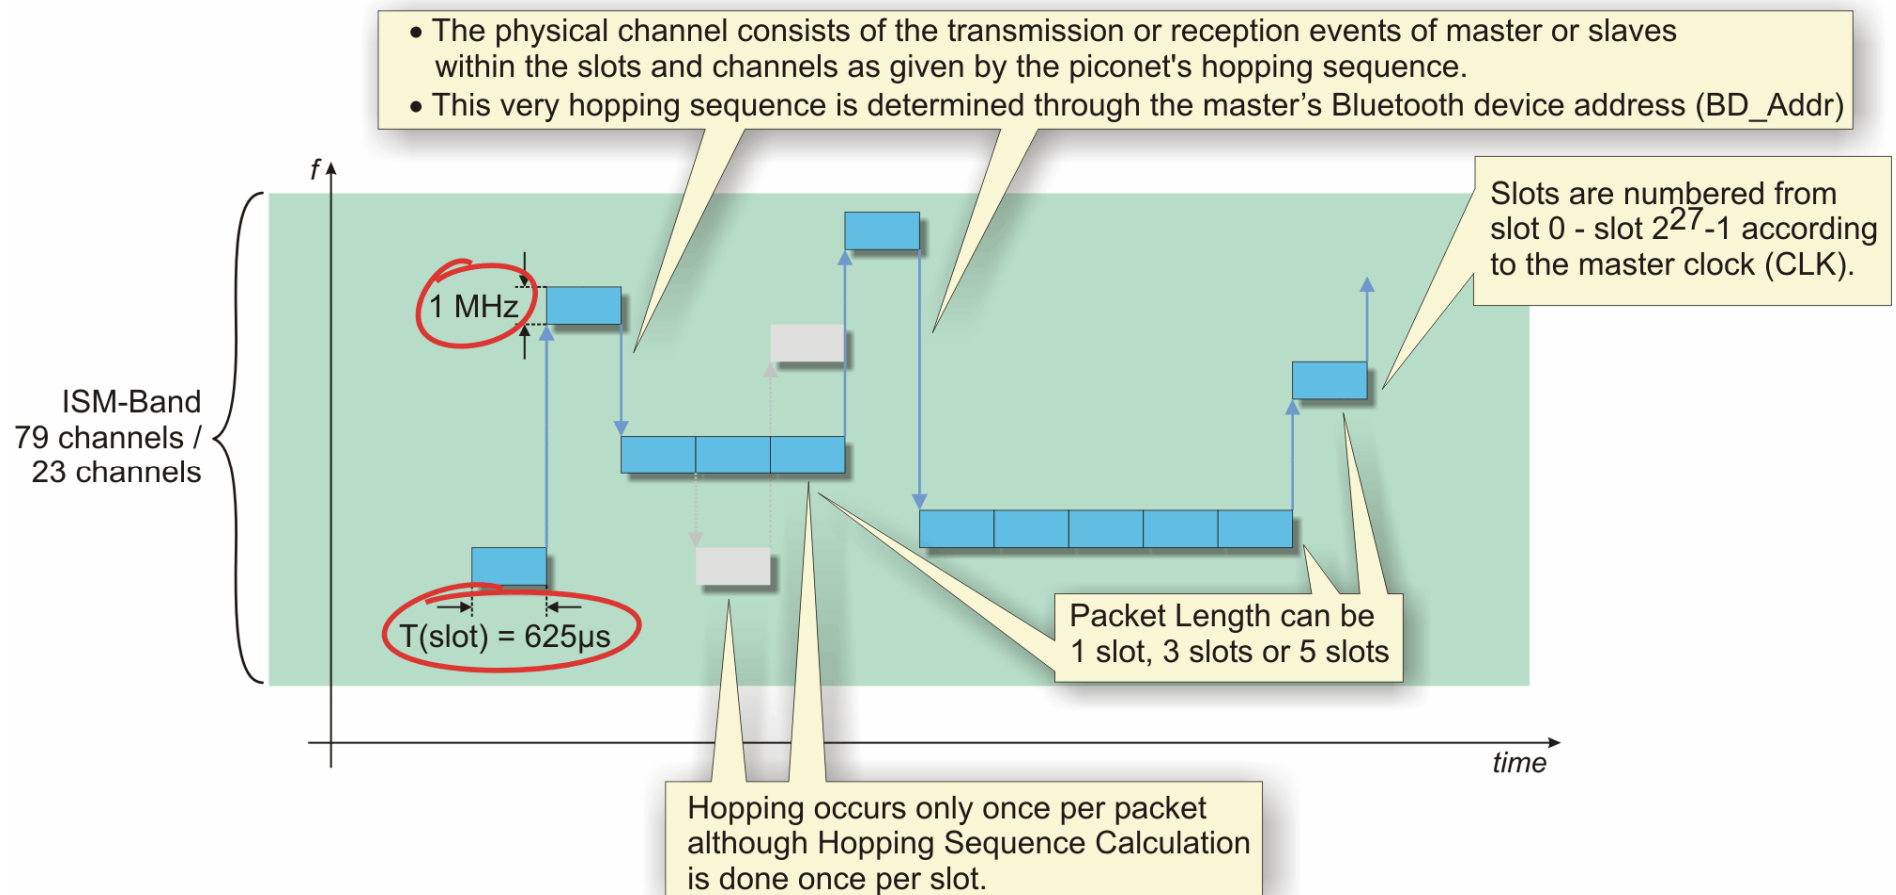 • The physical channel consists of the transmission or reception events of master or slaves
within the slots and channels as given by the piconet's hopping sequence.
• This very hopping sequence is determined through the master’s Bluetooth device address (BD_Addr)
f
Slots are numbered from
slot 0 - slot 2^27-1 according
to the master clock (CLK).
1 MHz
ISM-Band
79 channels /
23 channels
T(slot) = 625µs
Packet Length can be
1 slot, 3 slots or 5 slots
time
Hopping occurs only once per packet
although Hopping Sequence Calculation
is done once per slot.